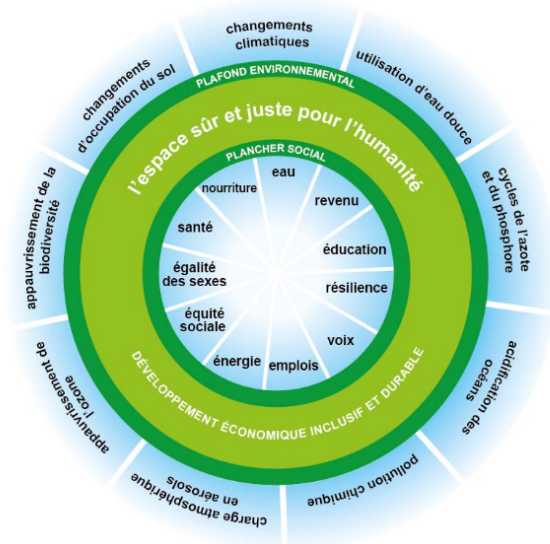 changements
climatiques
utilisation d'eau douce
cycles de l'azote
et du phosphore
acidification des
océans
pollution chimique
charge atmosphérique
en aérosols
appauvrissement de
l'ozone
appauvrissement de la
biodiversité
changements
d'occupation du sol
PLAFOND ENVIRONNEMENTAL
l'espace sûr et juste pour l'humanité
PLANCHER SOCIAL
eau
revenu
éducation
résilience
voix
emplois
énergie
équité
sociale
égalité
des sexes
santé
nourriture
DÉVELOPPEMENT ÉCONOMIQUE INCLUSIF ET DURABLE